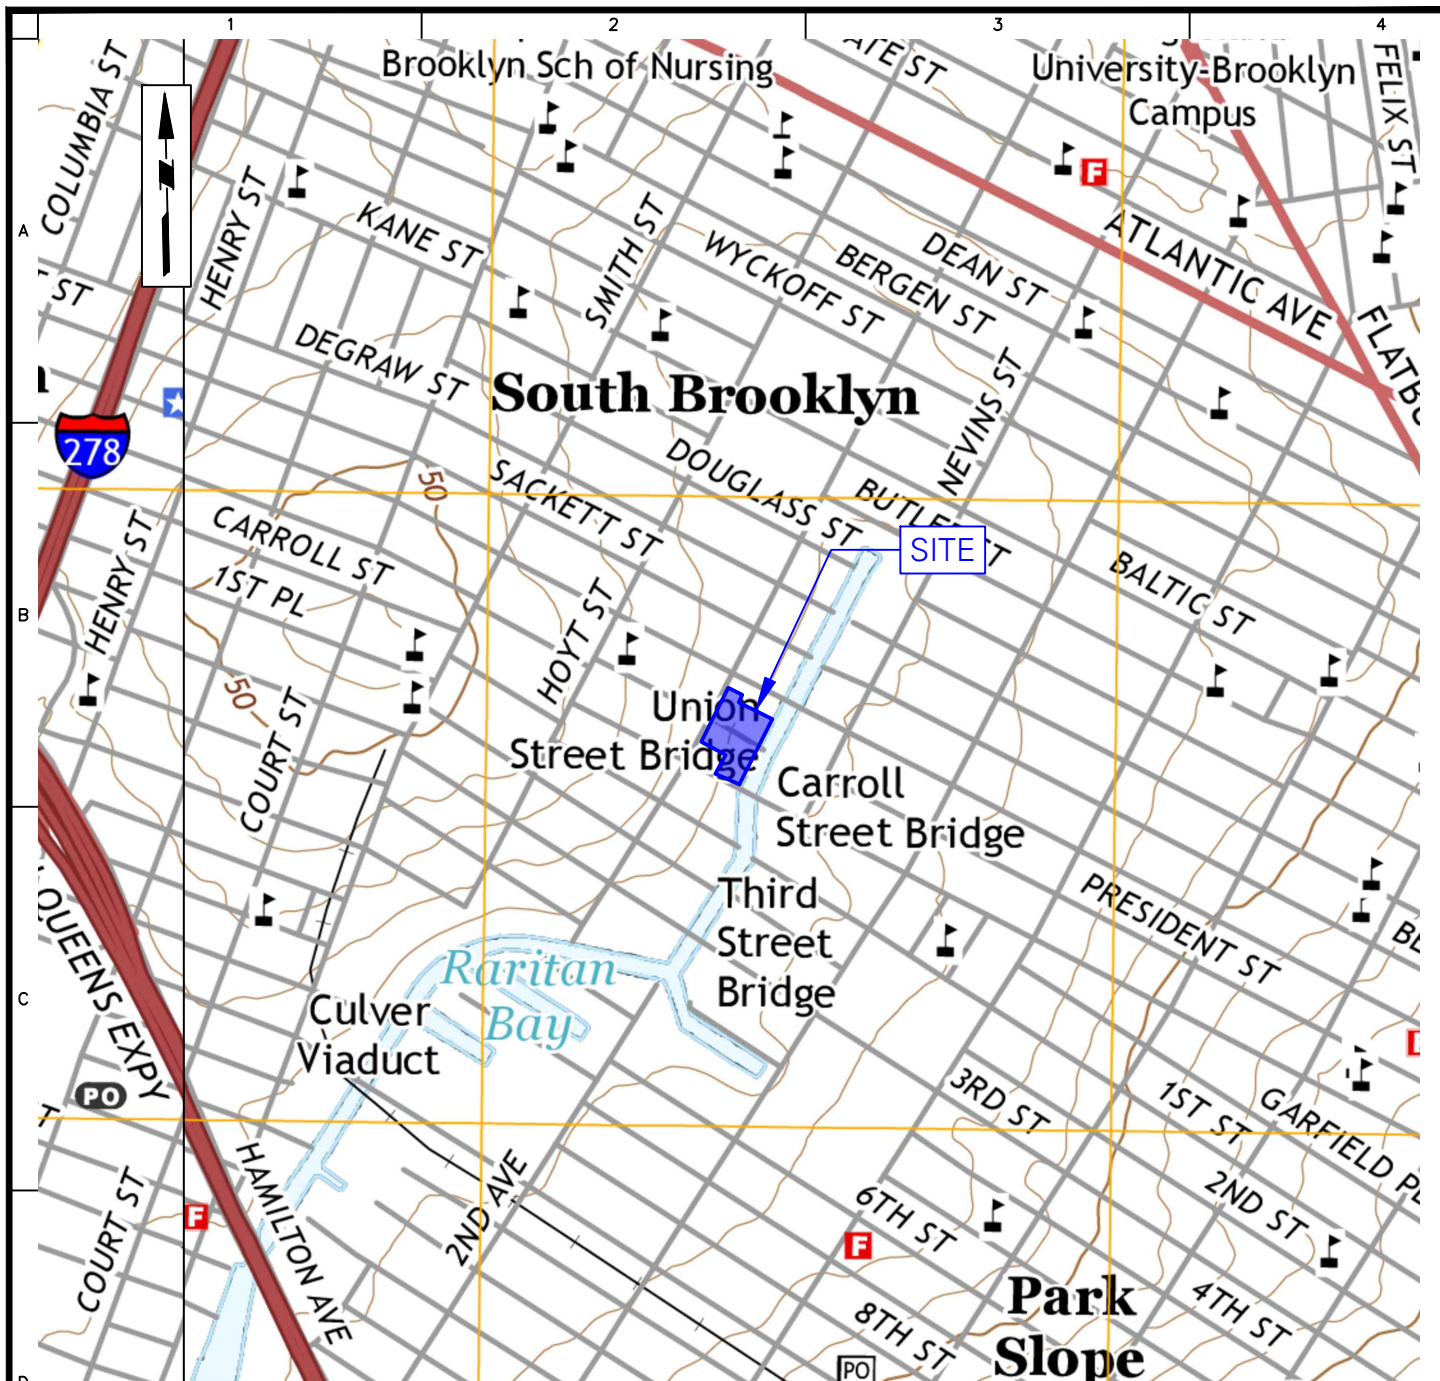 1
2
3
4
Brooklyn Sch of Nursing
ATE ST
University-Brooklyn
Campus
FELIX ST
COLUMBIA ST
A
HENRY ST
KANE ST
SMITH ST
WYCKOFF ST
BERGEN ST
DEAN ST
ATLANTIC AVE
ST
DEGRAW ST
South Brooklyn
NEVINS ST
278
50
SACKETT ST
DOUGLASS ST
SITE
B
HENRY ST
CARROLL ST
1ST PL
HOYT ST
BALTIC ST
50
COURT ST
Union
Street Bridge
Carroll
Street Bridge
Third
Street
Bridge
PRESIDENT ST
QUEENS EXPY
Raritan
Bay
C
Culver
Viaduct
PO
3RD ST
1ST ST
GARFIELD PL
HAMILTON AVE
COURT ST
F
F
F
2ND AVE
6TH ST
2ND ST
8TH ST
4TH ST
Park
Slope
PO